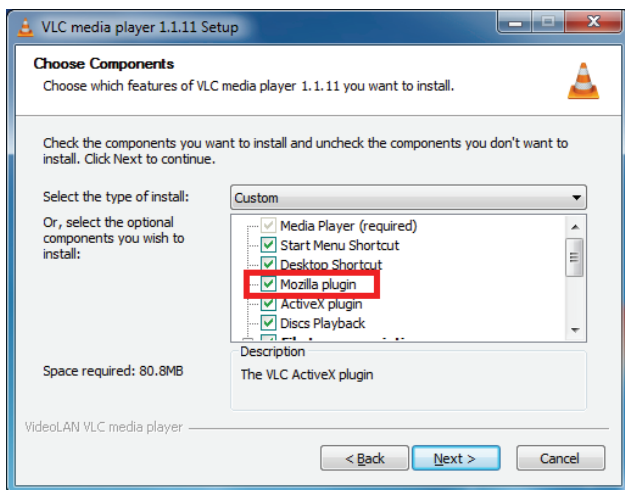 VLC media player 1.1.11 Setup
Choose Components
Choose which features of VLC media player 1.1.11 you want to install.
Check the components you want to install and uncheck the components you don't want to
install. Click Next to continue.
Select the type of install:
Custom
Or, select the optional
components you wish to
install:
Media Player (required)
Start Menu Shortcut
Desktop Shortcut
Mozilla plugin
ActiveX plugin
Discs Playback
Space required: 80.8MB
Description
The VLC ActiveX plugin
VideoLAN VLC media player
< Back
Next >
Cancel